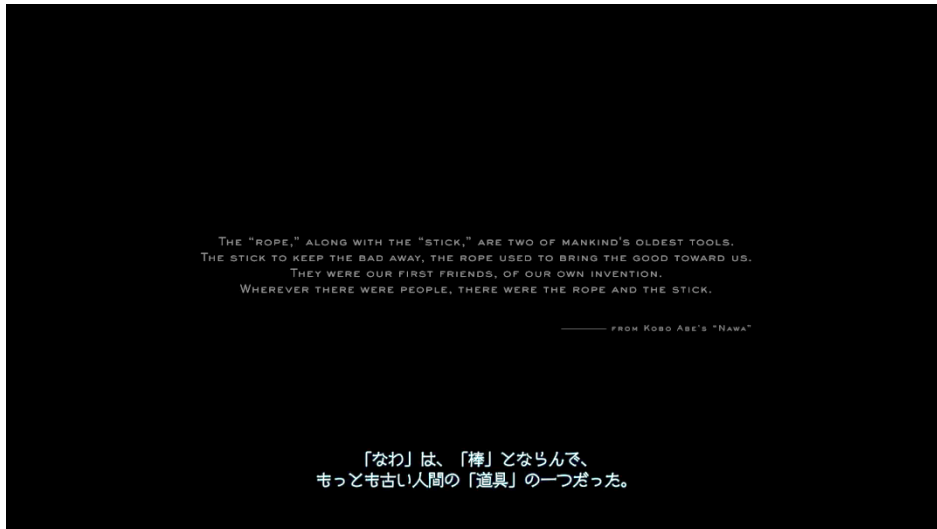 The “rope,” along with the “stick,” are two of mankind's oldest tools.
The stick to keep the bad away, the rope used to bring the good toward us.
They were our first friends, of our own invention.
Wherever there were people, there were the rope and the stick.
——— from Kobo Abe's “Nawa”
「なわ」は、「棒」とならんで、
もっとも古い人間の「道具」の一つだった。